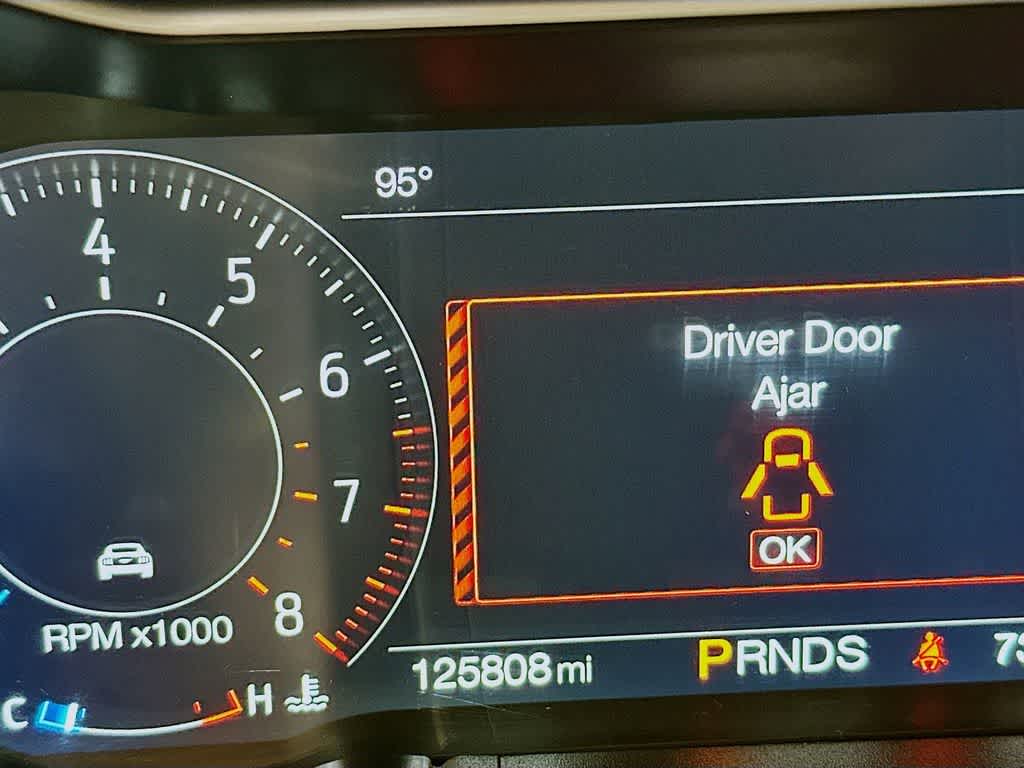 95°
4
5
6
7
8
RPM x1000
Driver Door
Ajar
OK
125808 mi
PRNDS
C
H